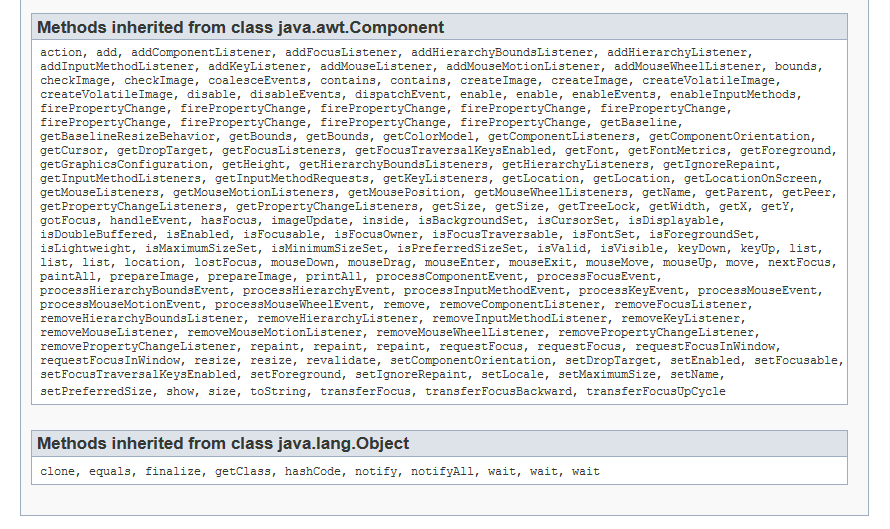 Methods inherited from class java.awt.Component
action, add, addComponentListener, addFocusListener, addHierarchyBoundsListener, addHierarchyListener,
addInputMethodListener, addKeyListener, addMouseListener, addMouseMotionListener, addMouseWheelListener, bounds,
checkImage, checkImage, coalesceEvents, contains, contains, createImage, createImage, createVolatileImage,
createVolatileImage, disable, disableEvents, dispatchEvent, enable, enable, enableEvents, enableInputMethods,
firePropertyChange, firePropertyChange, firePropertyChange, firePropertyChange, firePropertyChange,
firePropertyChange, firePropertyChange, firePropertyChange, firePropertyChange, getBaseline,
getBaselineResizeBehavior, getBounds, getBounds, getColorModel, getComponentListeners, getComponentOrientation,
getCursor, getDropTarget, getFocusListeners, getFocusTraversalKeysEnabled, getFont, getFontMetrics, getForeground,
getGraphicsConfiguration, getHeight, getHierarchyBoundsListeners, getHierarchyListeners, getIgnoreRepaint,
getInputMethodListeners, getInputMethodRequests, getKeyListeners, getLocation, getLocation, getLocationOnScreen,
getMouseListeners, getMouseMotionListeners, getMousePosition, getMouseWheelListeners, getName, getParent, getPeer,
getPropertyChangeListeners, getPropertyChangeListeners, getSize, getSize, getTreeLock, getWidth, getX, getY,
gotFocus, handleEvent, hasFocus, imageUpdate, inside, isBackgroundSet, isCursorSet, isDisplayable,
isDoubleBuffered, isEnabled, isFocusable, isFocusOwner, isFocusTraversable, isFontSet, isForegroundSet,
isLightweight, isMaximumSizeSet, isMinimumSizeSet, isPreferredSizeSet, isValid, isVisible, keyDown, keyUp, list,
list, list, location, lostFocus, mouseDown, mouseDrag, mouseEnter, mouseExit, mouseMove, mouseUp, move, nextFocus,
paintAll, prepareImage, prepareImage, printAll, processComponentEvent, processFocusEvent,
processHierarchyBoundsEvent, processHierarchyEvent, processInputMethodEvent, processKeyEvent, processMouseEvent,
processMouseMotionEvent, processMouseWheelEvent, remove, removeComponentListener, removeFocusListener,
removeHierarchyBoundsListener, removeHierarchyListener, removeInputMethodListener, removeKeyListener,
removeMouseListener, removeMouseMotionListener, removeMouseWheelListener, removePropertyChangeListener,
removePropertyChangeListener, repaint, repaint, repaint, requestFocus, requestFocus, requestFocusInWindow,
requestFocusInWindow, resize, resize, revalidate, setComponentOrientation, setDropTarget, setEnabled, setFocusable,
setFocusTraversalKeysEnabled, setForeground, setIgnoreRepaint, setLocale, setMaximumSize, setName,
setPreferredSize, show, size, toString, transferFocus, transferFocusBackward, transferFocusUpCycle
Methods inherited from class java.lang.Object
clone, equals, finalize, getClass, hashCode, notify, notifyAll, wait, wait, wait